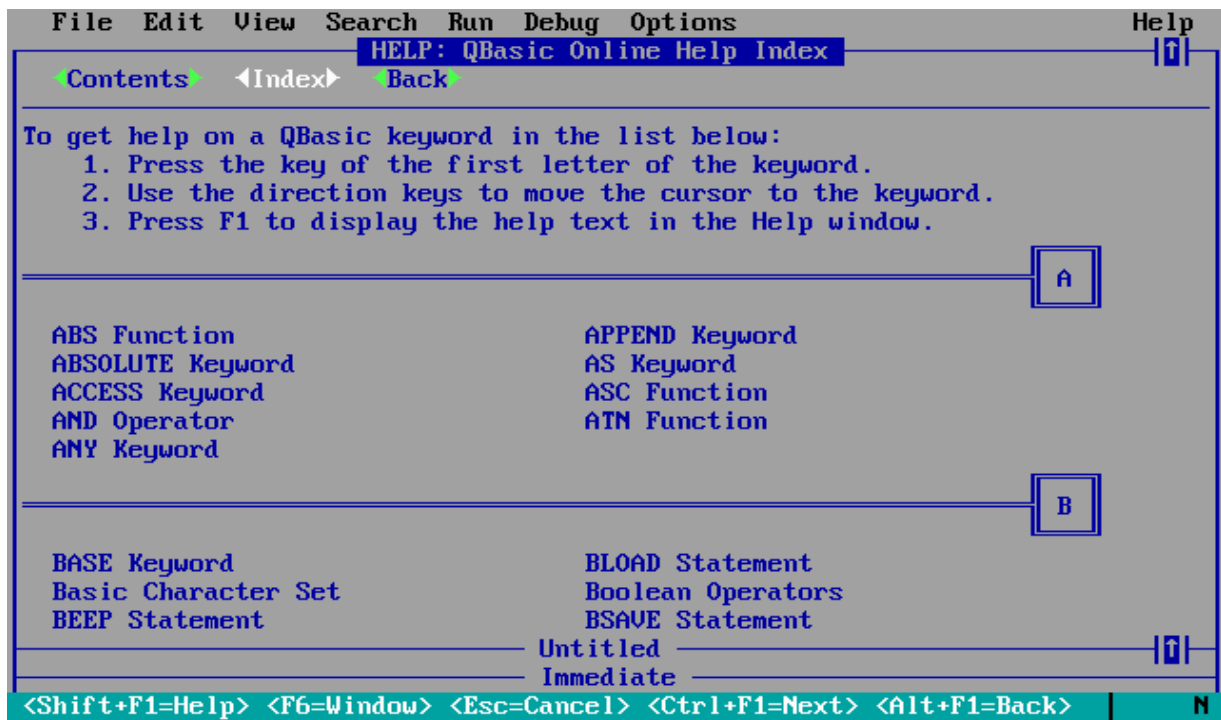 File Edit View Search Run Debug Options Help
HELP: QBasic Online Help Index
Contents Index Back
To get help on a QBasic keyword in the list below:
1. Press the key of the first letter of the keyword.
2. Use the direction keys to move the cursor to the keyword.
3. Press F1 to display the help text in the Help window.
A
ABS Function APPEND Keyword
ABSOLUTE Keyword AS Keyword
ACCESS Keyword ASC Function
AND Operator ATN Function
ANY Keyword
B
BASE Keyword BLOAD Statement
Basic Character Set Boolean Operators
BEEP Statement BSAVE Statement
Untitled
Immediate
<Shift+F1=Help> <F6=Window> <Esc=Cancel> <Ctrl+F1=Next> <Alt+F1=Back> N